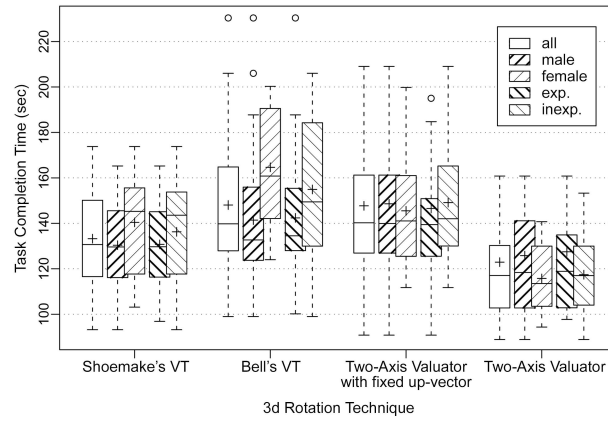 Task Completion Time (sec)
220
200
180
160
140
120
100
all
male
female
exp.
inexp.
Shoemake's VT
Bell's VT
Two-Axis Valuator
with fixed up-vector
Two-Axis Valuator
3d Rotation Technique